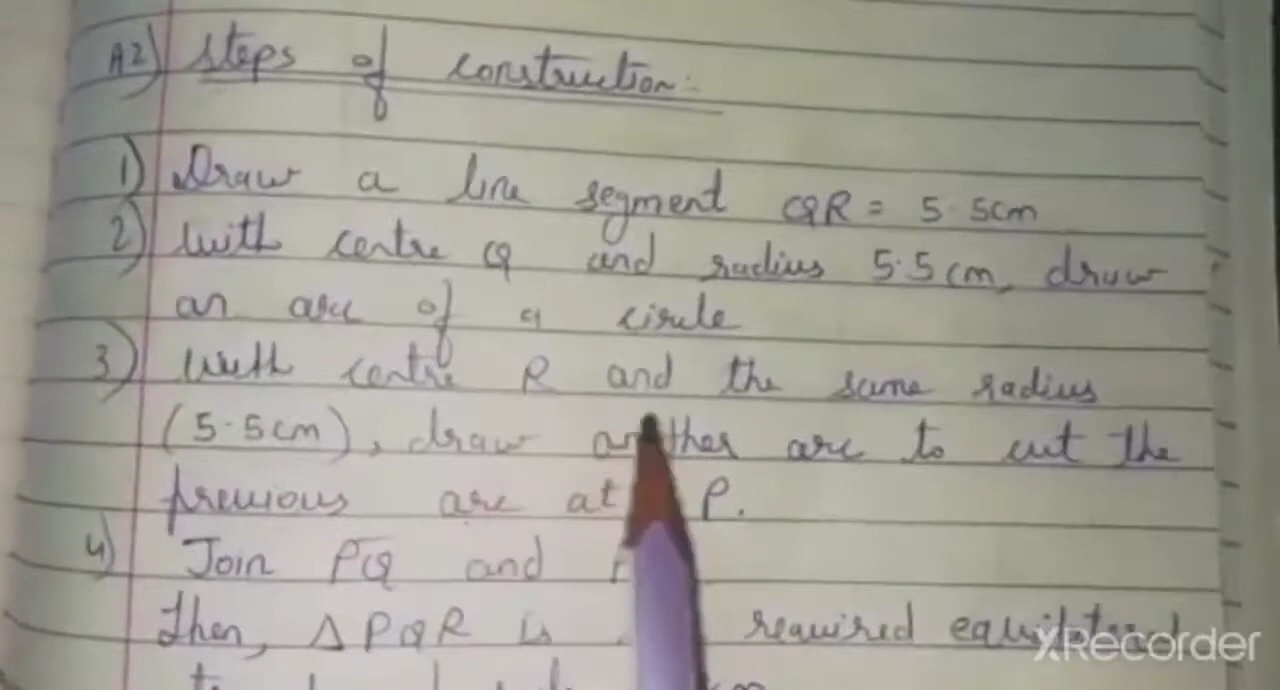 A2) Steps of construction:
1) Draw a line segment QR = 5.5cm
2) With centre Q and radius 5.5cm, draw
an arc of a circle
3) With centre R and the same radius
(5.5cm), draw another arc to cut the
previous arc at P.
4) Join PQ and
Then, △PQR is required equilateral
XRecorder